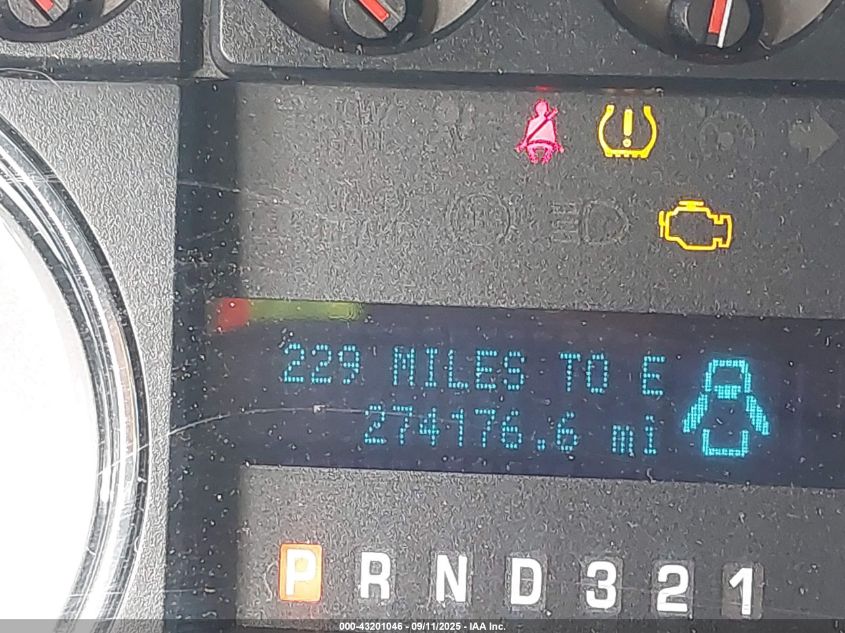 229 MILES TO E
274176.6 mi
P R N D 3 2 1
000-43201046 - 09/11/2025 - IAA Inc.